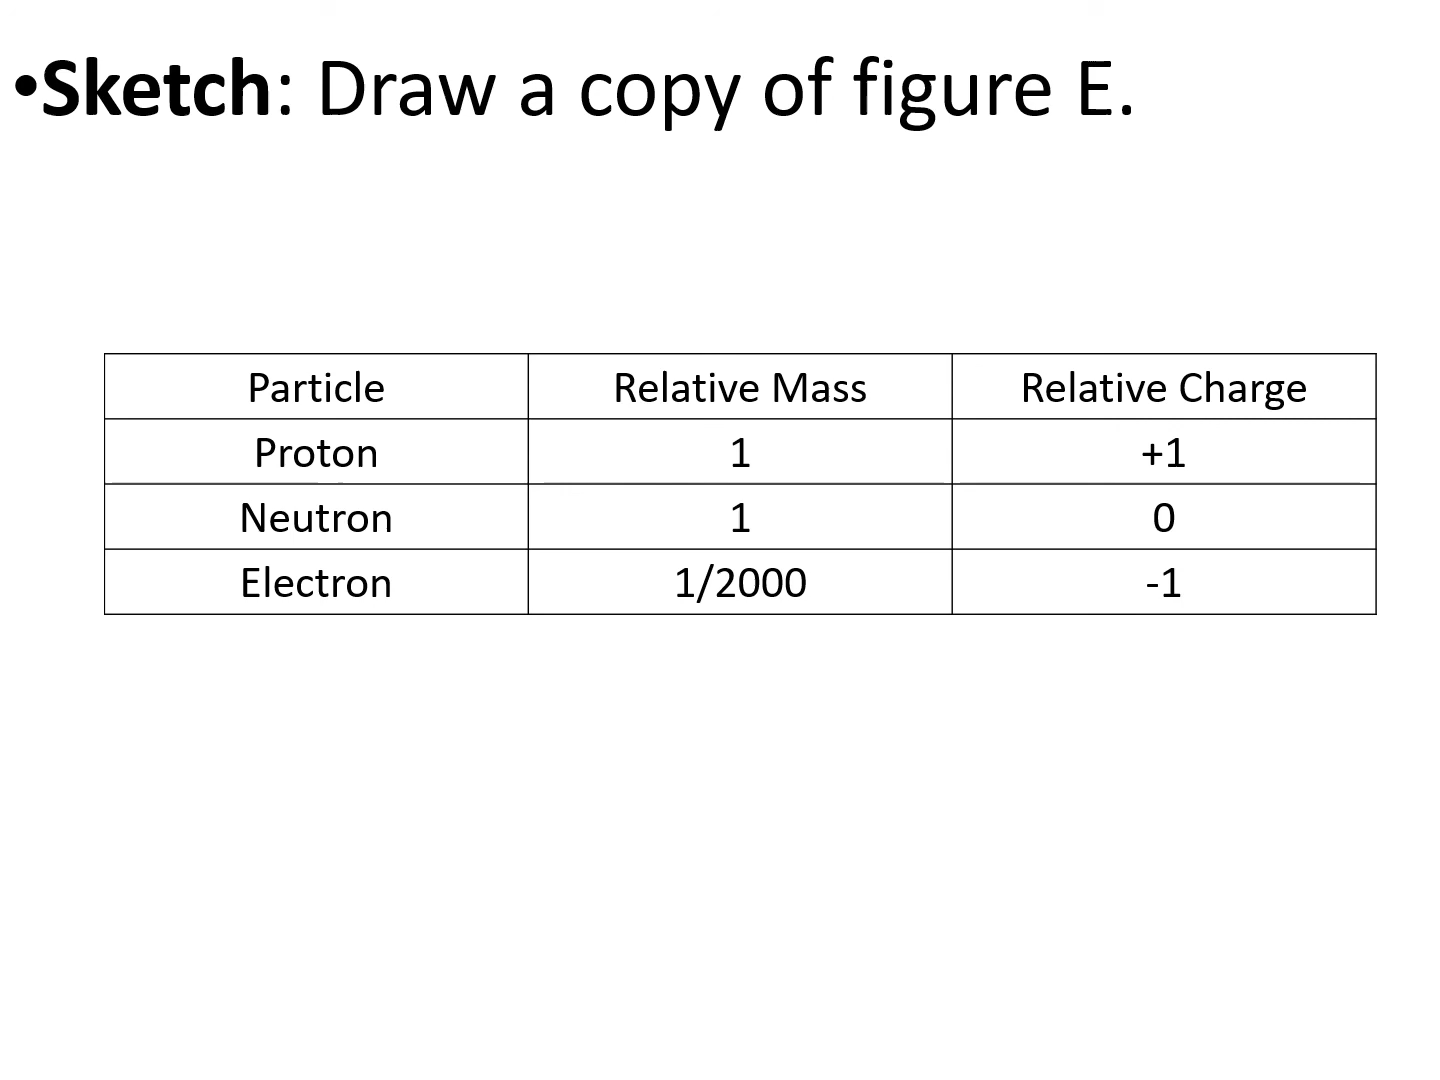 •Sketch: Draw a copy of figure E.
Particle Relative Mass Relative Charge
Proton 1 +1
Neutron 1 0
Electron 1/2000 -1